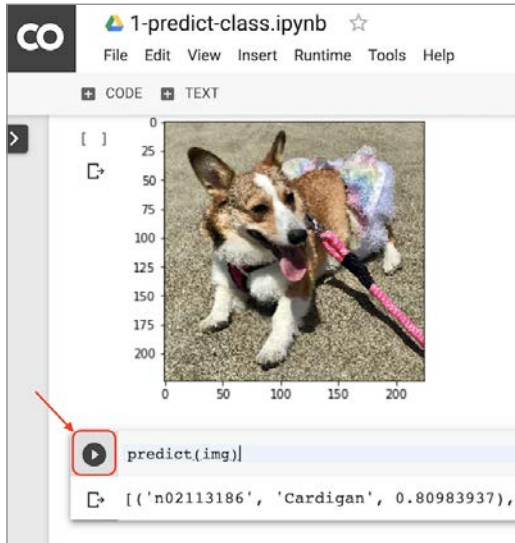 CO
1-predict-class.ipynb
File Edit View Insert Runtime Tools Help
CODE TEXT
[ ]
0
25
50
75
100
125
150
175
200
0 50 100 150 200
predict(img)
[('n02113186', 'Cardigan', 0.80983937),